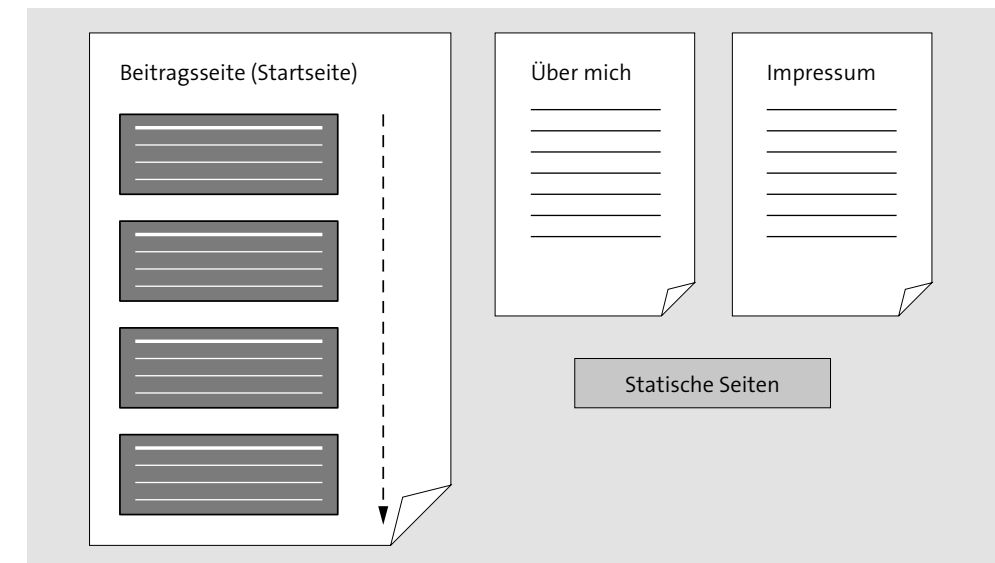 Beitragsseite (Startseite)
Über mich
Impressum
Statische Seiten